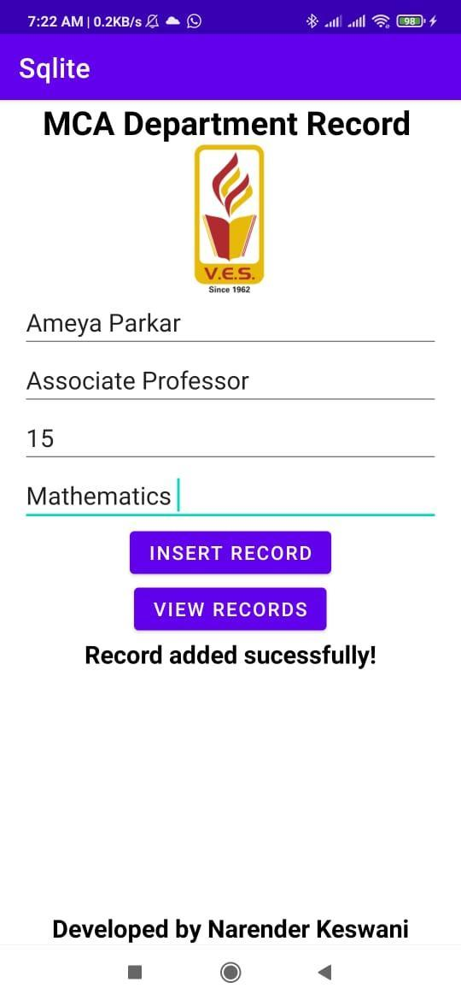 7:22 AM | 0.2KB/s
98
Sqlite
MCA Department Record
V.E.S.
Since 1962
Ameya Parkar
Associate Professor
15
Mathematics
INSERT RECORD
VIEW RECORDS
Record added sucessfully!
Developed by Narender Keswani